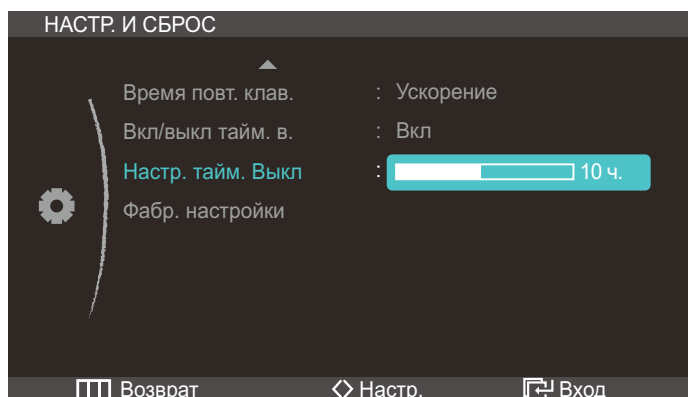 НАСТР. И СБРОС
Время повт. клав. : Ускорение
Вкл/выкл тайм. в. : Вкл
Настр. тайм. Выкл : 10 ч.
Фабр. настройки
Возврат Настр. Вход